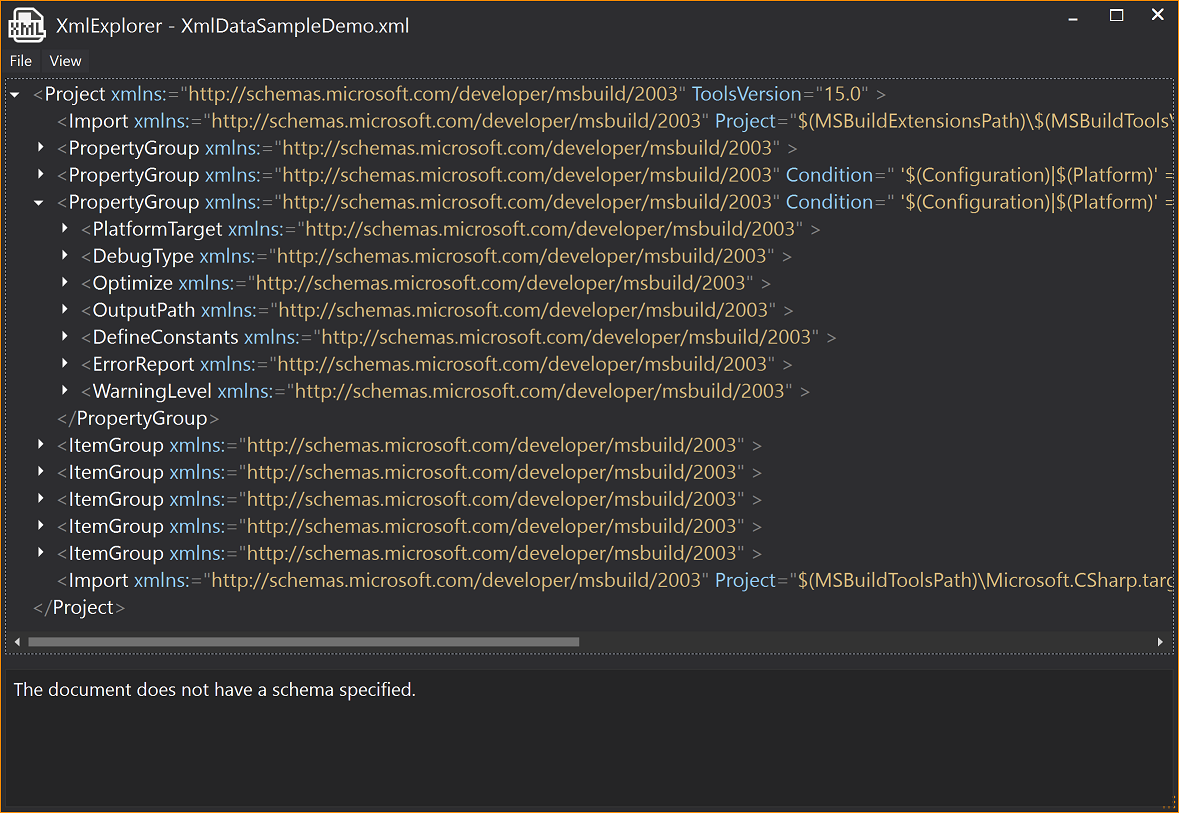 XML
XmlExplorer - XmlDataSampleDemo.xml
File View
<Project xmlns:="http://schemas.microsoft.com/developer/msbuild/2003" ToolsVersion="15.0" >
<Import xmlns:="http://schemas.microsoft.com/developer/msbuild/2003" Project="$(MSBuildExtensionsPath)\$(MSBuildTools\
<PropertyGroup xmlns:="http://schemas.microsoft.com/developer/msbuild/2003" >
<PropertyGroup xmlns:="http://schemas.microsoft.com/developer/msbuild/2003" Condition=" '$(Configuration)|$(Platform)' =
<PropertyGroup xmlns:="http://schemas.microsoft.com/developer/msbuild/2003" Condition=" '$(Configuration)|$(Platform)' =
<PlatformTarget xmlns:="http://schemas.microsoft.com/developer/msbuild/2003" >
<DebugType xmlns:="http://schemas.microsoft.com/developer/msbuild/2003" >
<Optimize xmlns:="http://schemas.microsoft.com/developer/msbuild/2003" >
<OutputPath xmlns:="http://schemas.microsoft.com/developer/msbuild/2003" >
<DefineConstants xmlns:="http://schemas.microsoft.com/developer/msbuild/2003" >
<ErrorReport xmlns:="http://schemas.microsoft.com/developer/msbuild/2003" >
<WarningLevel xmlns:="http://schemas.microsoft.com/developer/msbuild/2003" >
</PropertyGroup>
<ItemGroup xmlns:="http://schemas.microsoft.com/developer/msbuild/2003" >
<ItemGroup xmlns:="http://schemas.microsoft.com/developer/msbuild/2003" >
<ItemGroup xmlns:="http://schemas.microsoft.com/developer/msbuild/2003" >
<ItemGroup xmlns:="http://schemas.microsoft.com/developer/msbuild/2003" >
<ItemGroup xmlns:="http://schemas.microsoft.com/developer/msbuild/2003" >
<Import xmlns:="http://schemas.microsoft.com/developer/msbuild/2003" Project="$(MSBuildToolsPath)\Microsoft.CSharp.targ
</Project>
The document does not have a schema specified.